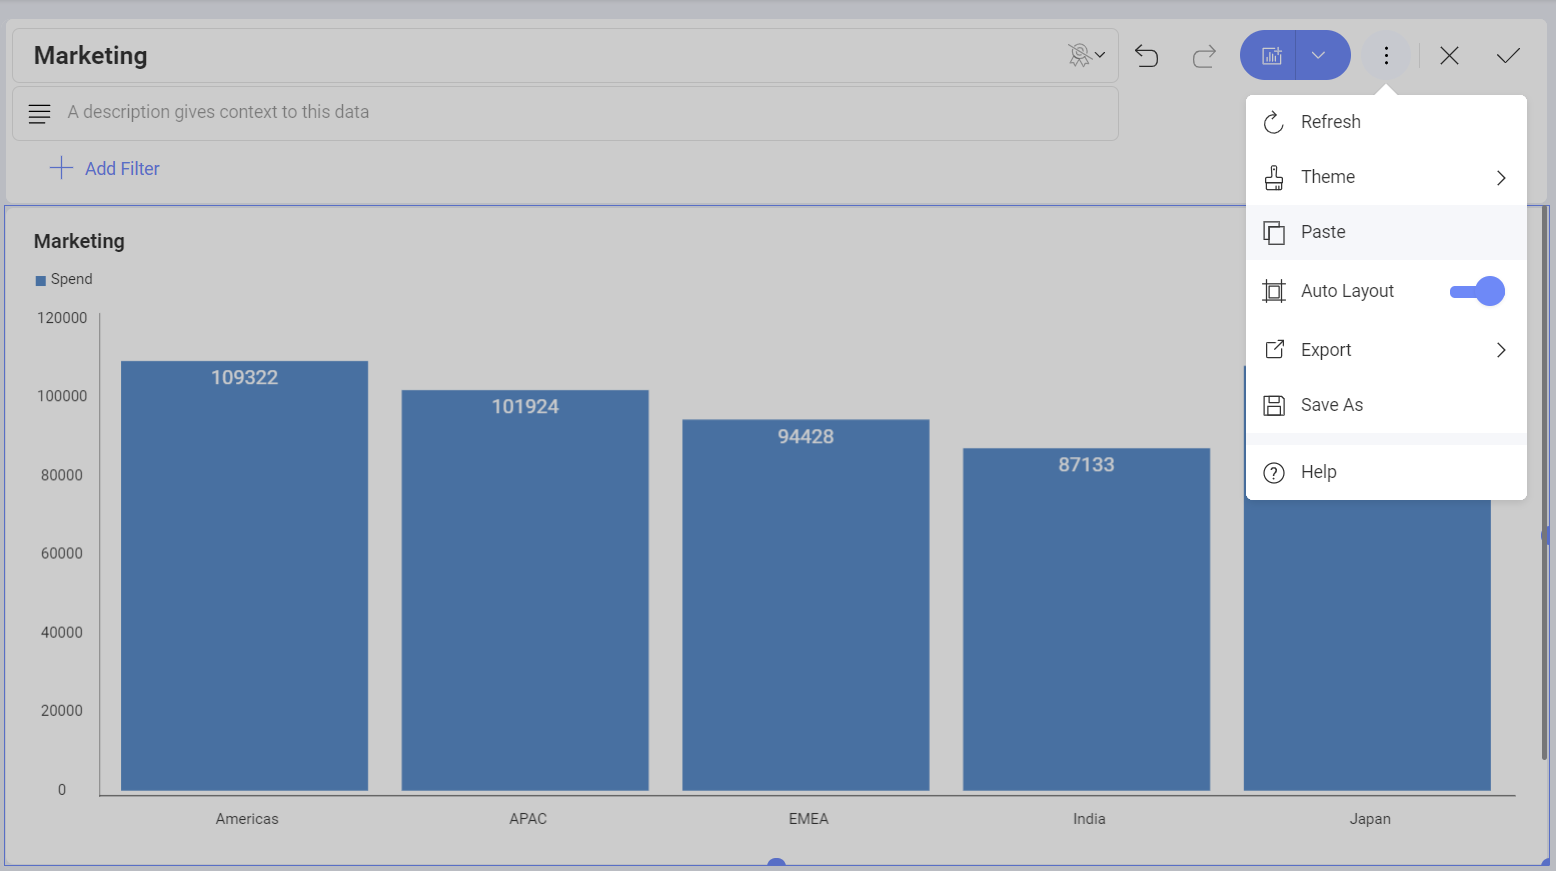 Marketing
A description gives context to this data
Add Filter
Refresh
Theme
Paste
Auto Layout
Export
Save As
Help
Marketing
Spend
120000
100000
80000
60000
40000
20000
0
109322
101924
94428
87133
Americas
APAC
EMEA
India
Japan